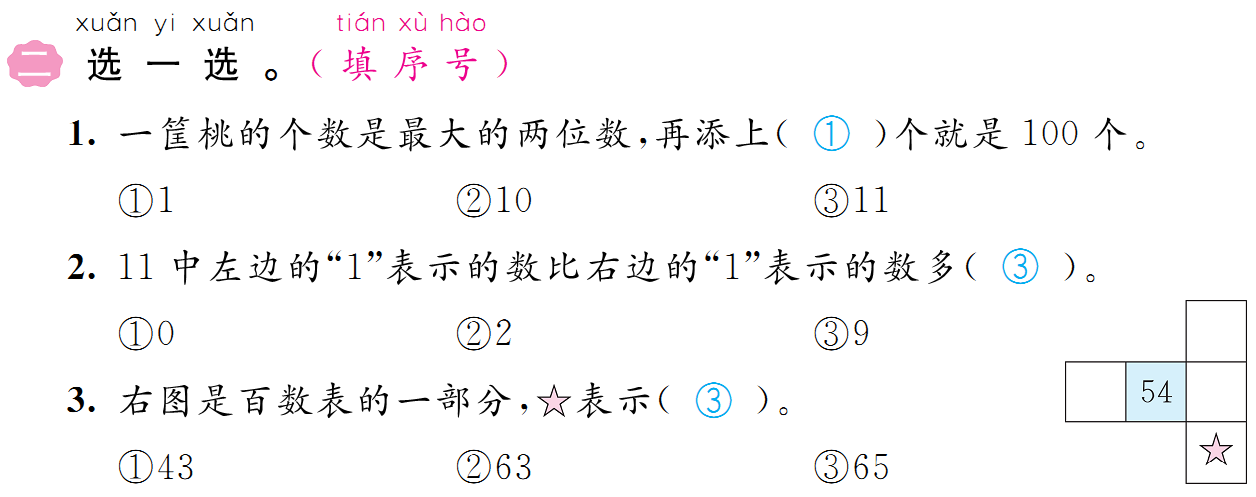 xuǎn yi xuǎn tián xù hào
二 选一选。(填序号)
1. 一筐桃的个数是最大的两位数,再添上( ① )个就是 100 个。
①1 ②10 ③11
2. 11 中左边的“1”表示的数比右边的“1”表示的数多( ③ )。
①0 ②2 ③9
3. 右图是百数表的一部分,☆表示( ③ )。
①43 ②63 ③65
54
☆